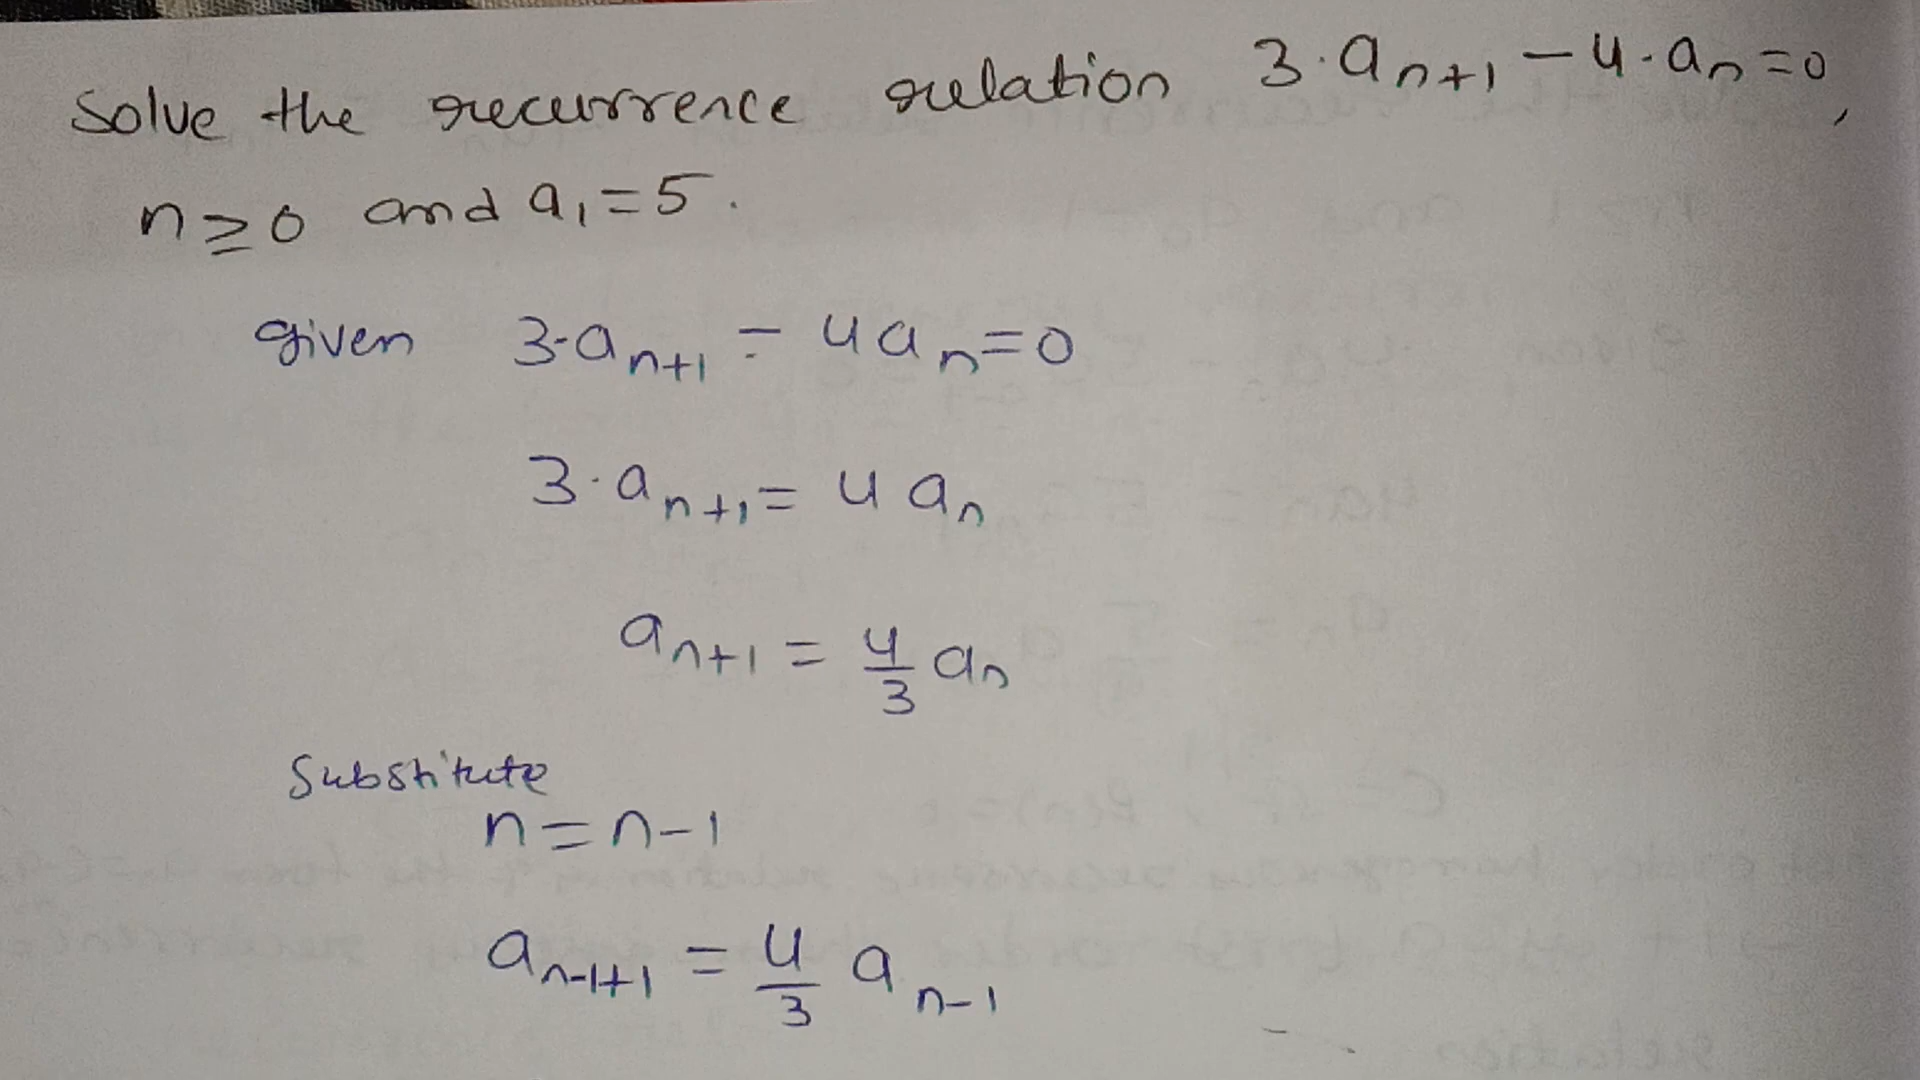 Solve the recurrence relation 3·aₙ₊₁ − 4·aₙ = 0,
n ≥ 0 and a₁ = 5.
given 3·aₙ₊₁ − 4aₙ = 0
3·aₙ₊₁ = 4 aₙ
aₙ₊₁ = 4/3 aₙ
Substitute
n = n − 1
aₙ₋₁₊₁ = 4/3 aₙ₋₁